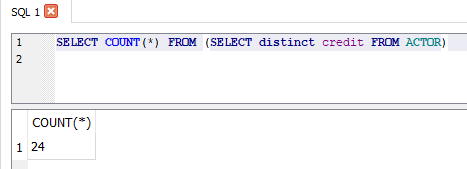 SQL 1
1 SELECT COUNT(*) FROM (SELECT distinct credit FROM ACTOR)
2
COUNT(*)
1 24